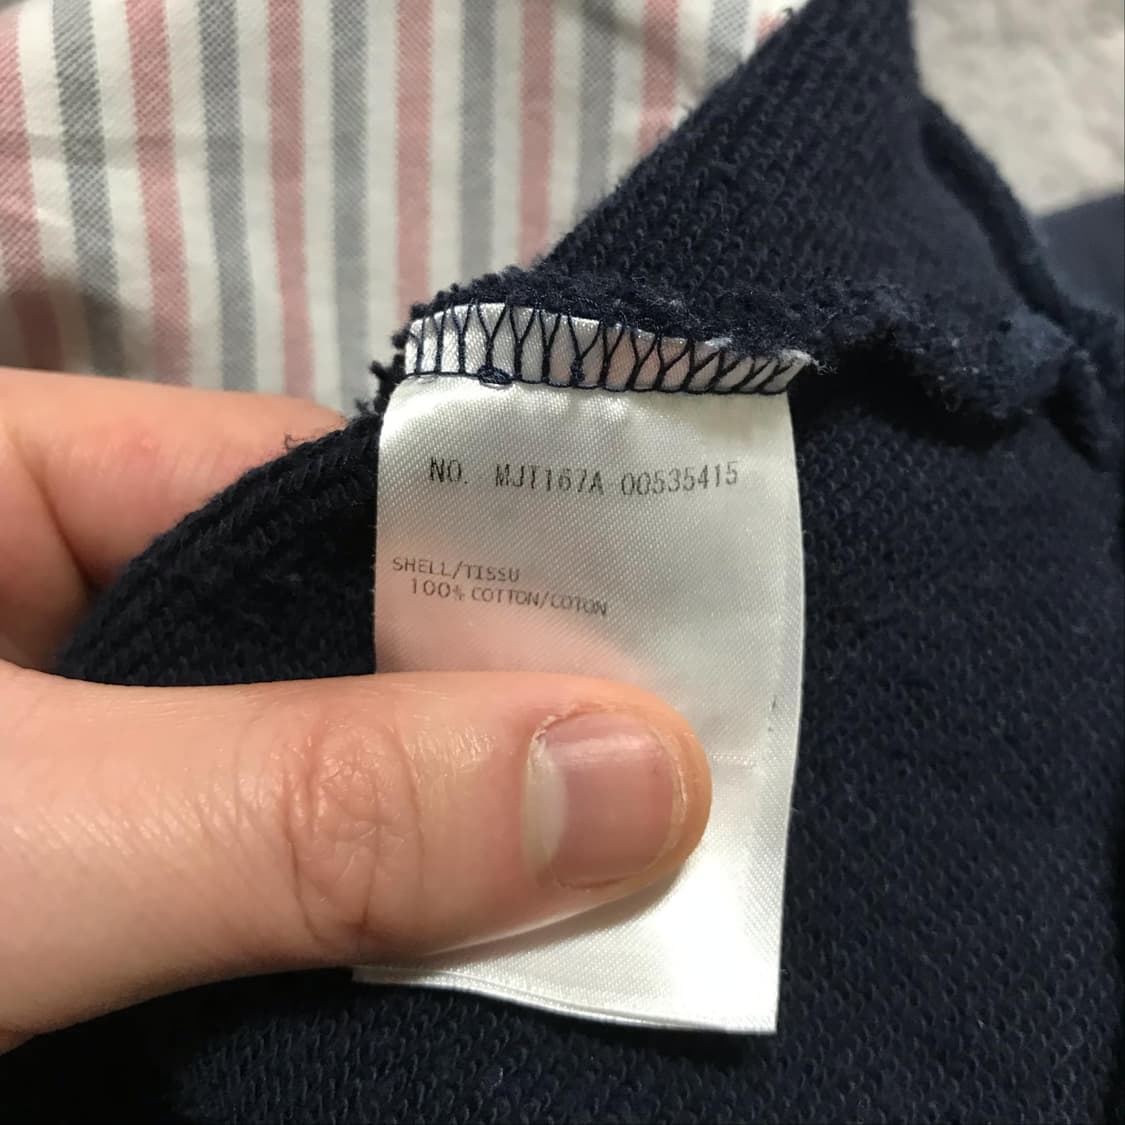 NO. MJT167A 00535415
SHELL/TISSU
100% COTTON/COTON